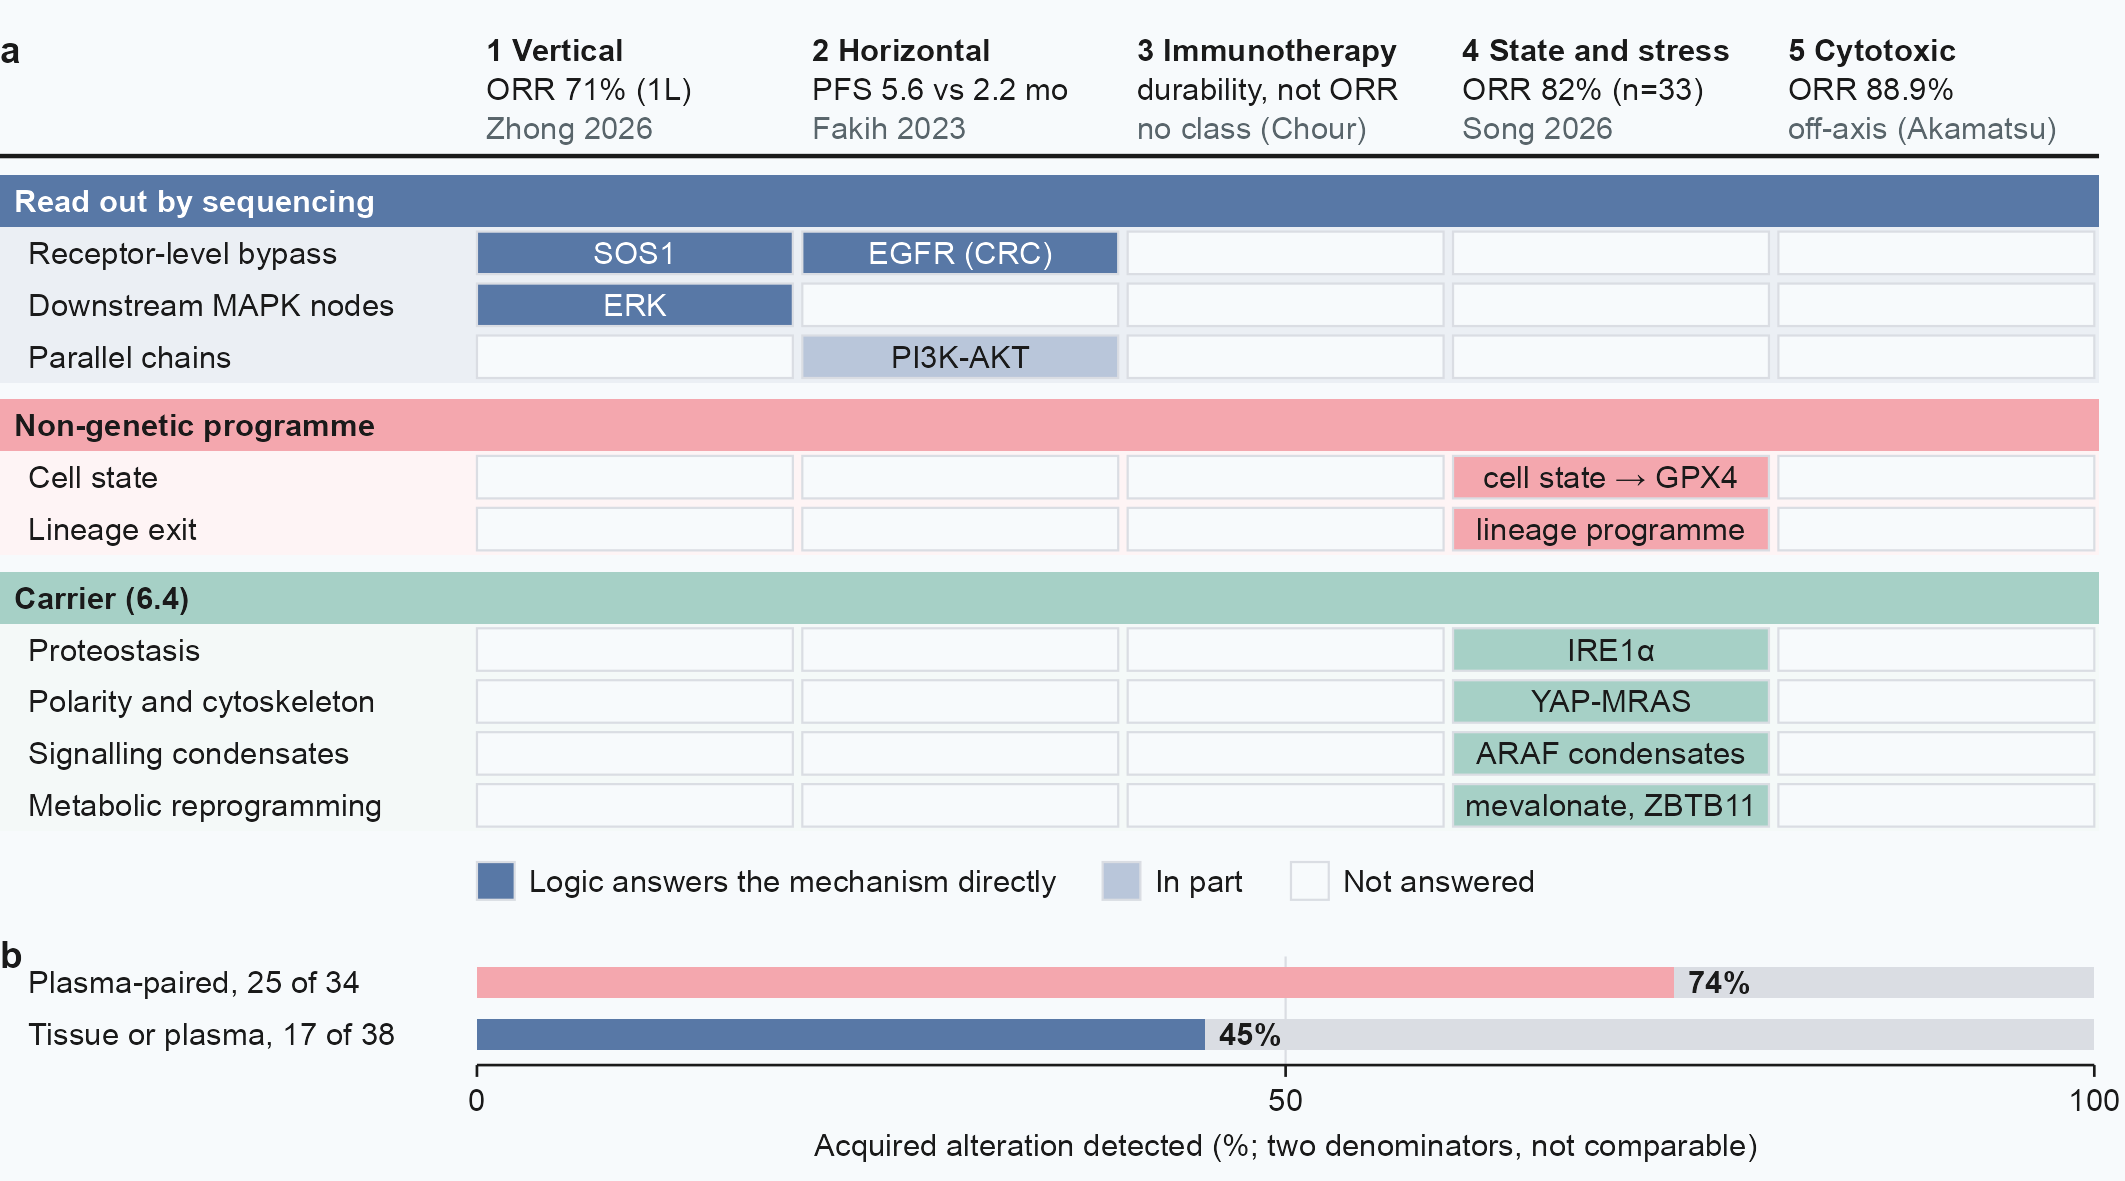 a
1 Vertical
ORR 71% (1L)
Zhong 2026
2 Horizontal
PFS 5.6 vs 2.2 mo
Fakih 2023
3 Immunotherapy
durability, not ORR
no class (Chour)
4 State and stress
ORR 82% (n=33)
Song 2026
5 Cytotoxic
ORR 88.9%
off-axis (Akamatsu)
Read out by sequencing
Receptor-level bypass
SOS1
EGFR (CRC)
Downstream MAPK nodes
ERK
Parallel chains
PI3K-AKT
Non-genetic programme
Cell state
cell state → GPX4
Lineage exit
lineage programme
Carrier (6.4)
Proteostasis
IRE1α
Polarity and cytoskeleton
YAP-MRAS
Signalling condensates
ARAF condensates
Metabolic reprogramming
mevalonate, ZBTB11
Logic answers the mechanism directly
In part
Not answered
b
Plasma-paired, 25 of 34
74%
Tissue or plasma, 17 of 38
45%
0
50
100
Acquired alteration detected (%; two denominators, not comparable)